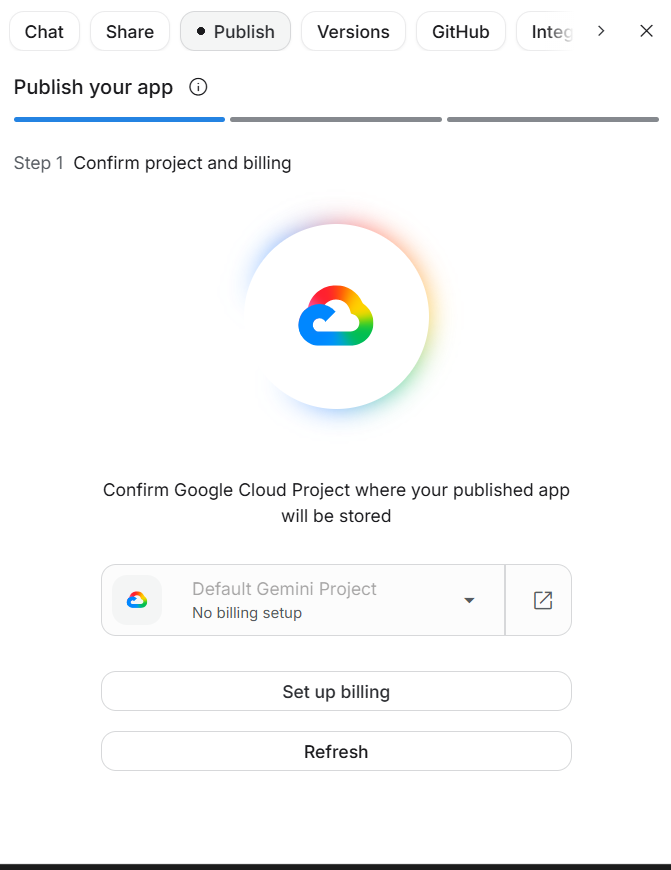 Chat Share Publish Versions GitHub Integ
Publish your app
Step 1 Confirm project and billing
Confirm Google Cloud Project where your published app
will be stored
Default Gemini Project
No billing setup
Set up billing
Refresh